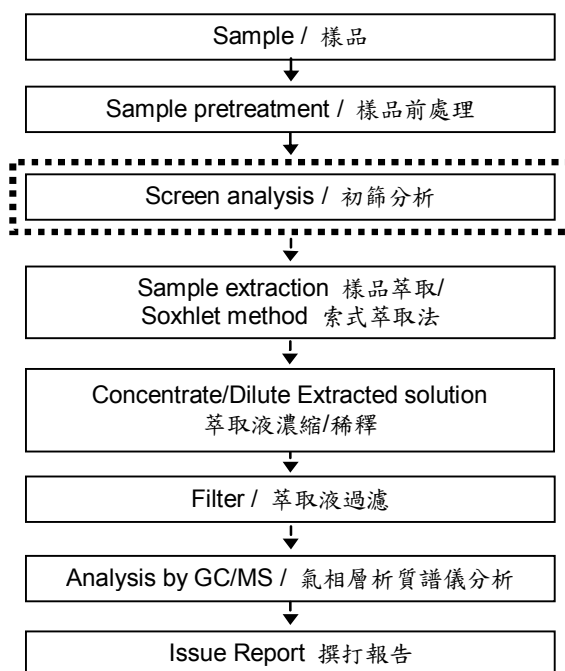 Sample / 樣品
Sample pretreatment / 樣品前處理
Screen analysis / 初篩分析
Sample extraction 樣品萃取/
Soxhlet method 索式萃取法
Concentrate/Dilute Extracted solution
萃取液濃縮/稀釋
Filter / 萃取液過濾
Analysis by GC/MS / 氣相層析質譜儀分析
Issue Report 撰打報告